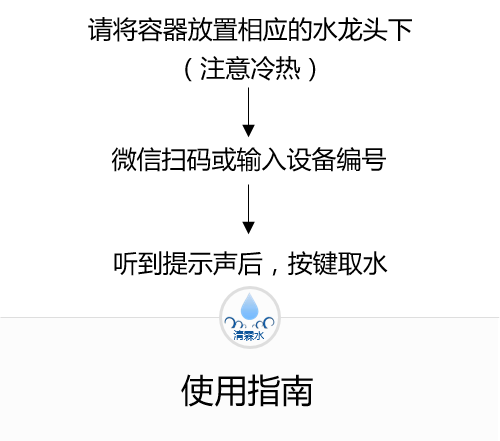 请将容器放置相应的水龙头下
（注意冷热）
微信扫码或输入设备编号
听到提示声后，按键取水
清霖水
使用指南